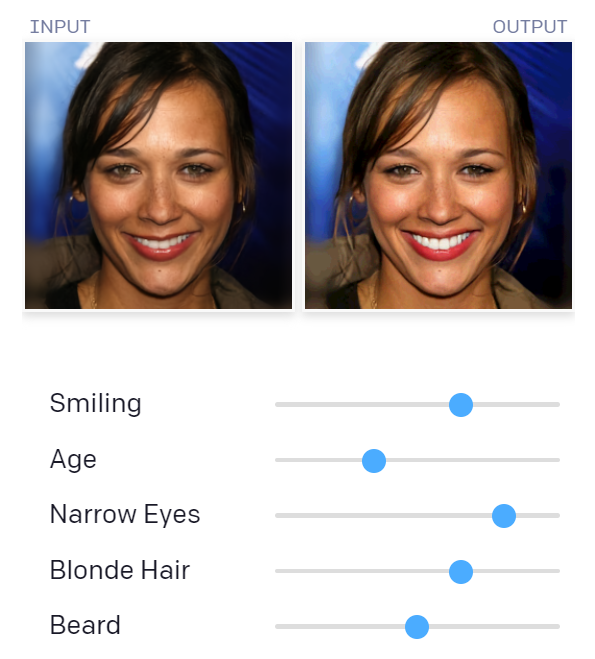 INPUT OUTPUT
Smiling
Age
Narrow Eyes
Blonde Hair
Beard